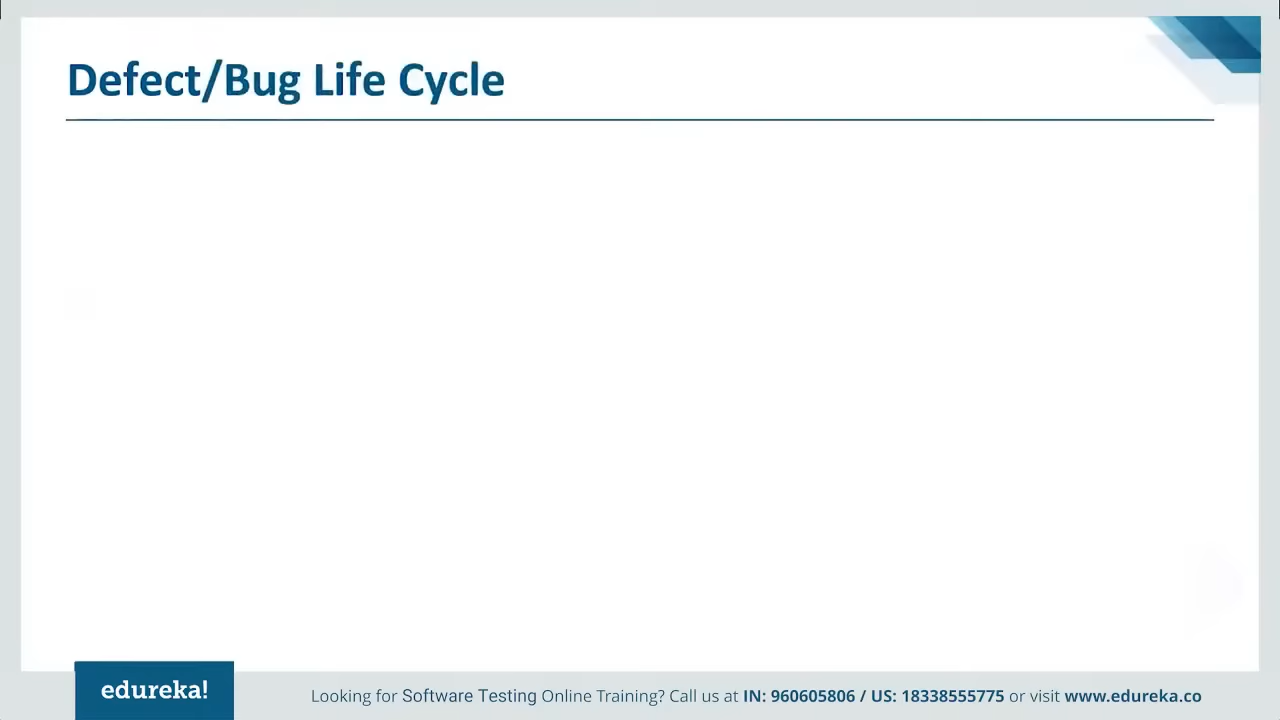 Defect/Bug Life Cycle
edureka!
Looking for Software Testing Online Training? Call us at IN: 960605806 / US: 18338555775 or visit www.edureka.co